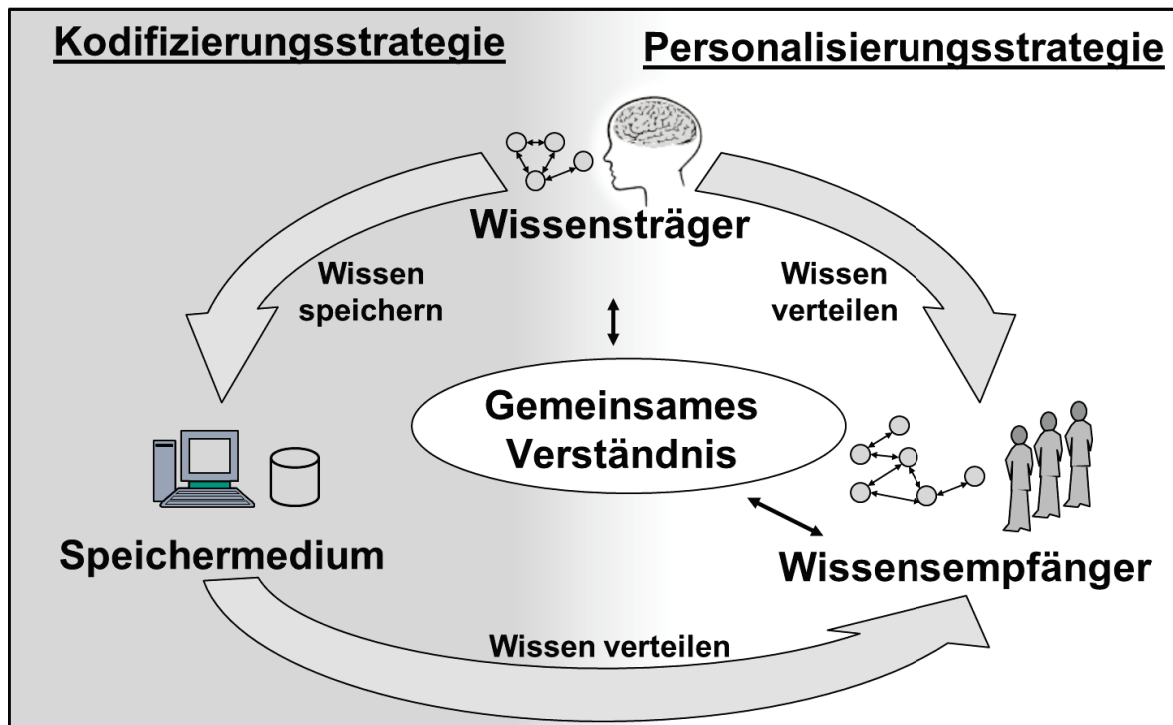 Kodifizierungsstrategie
Personalisierungsstrategie
Wissensträger
Wissen
speichern
Wissen
verteilen
Gemeinsames
Verständnis
Speichermedium
Wissensempfänger
Wissen verteilen